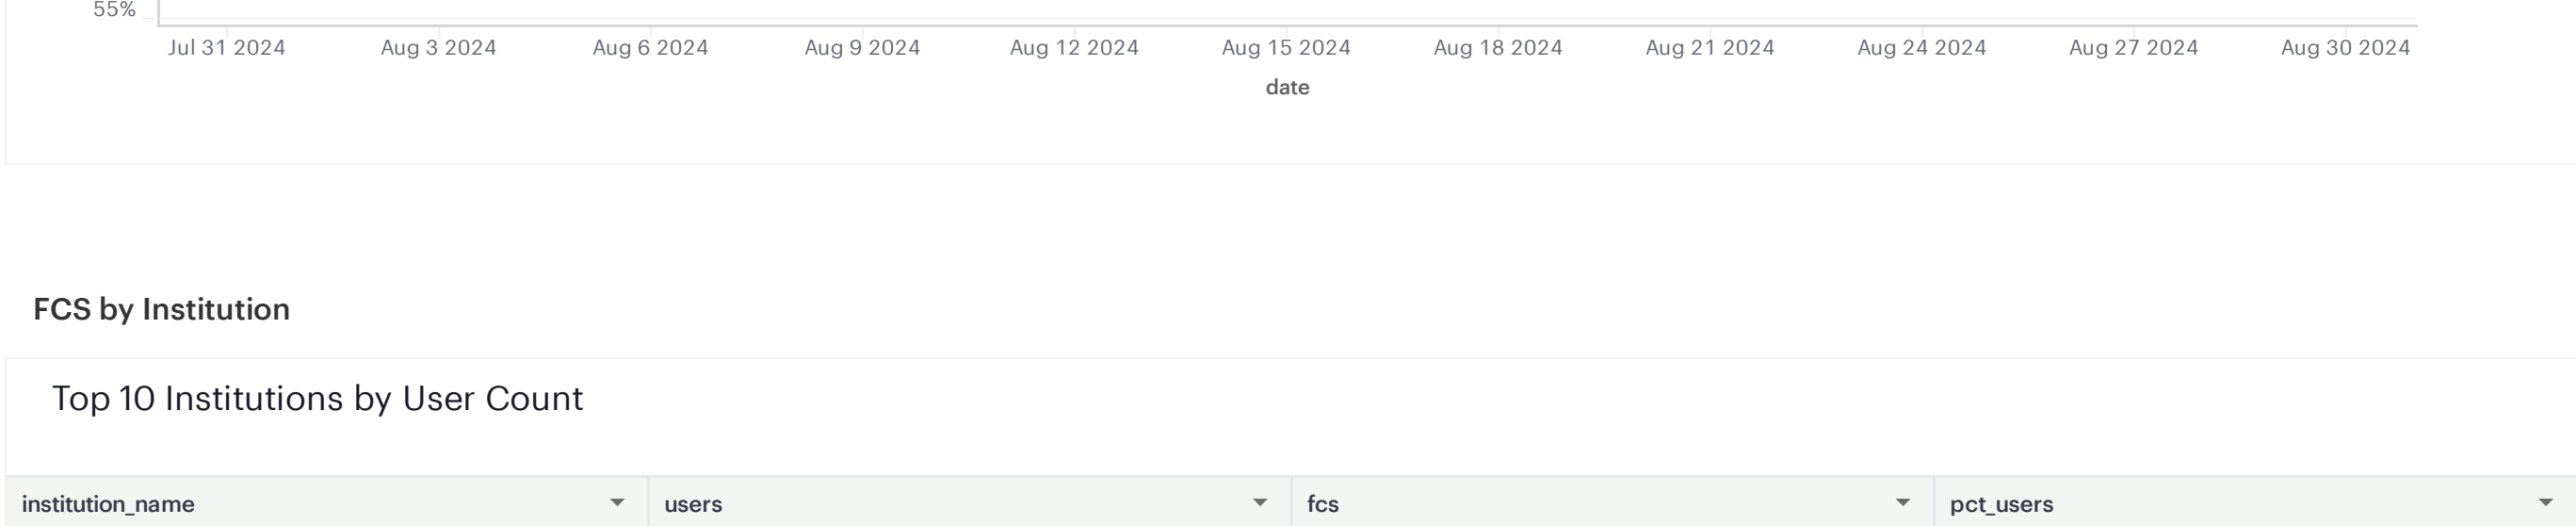 55%
Jul 31 2024 Aug 3 2024 Aug 6 2024 Aug 9 2024 Aug 12 2024 Aug 15 2024 Aug 18 2024 Aug 21 2024 Aug 24 2024 Aug 27 2024 Aug 30 2024
date
FCS by Institution
Top 10 Institutions by User Count
institution_name users fcs pct_users